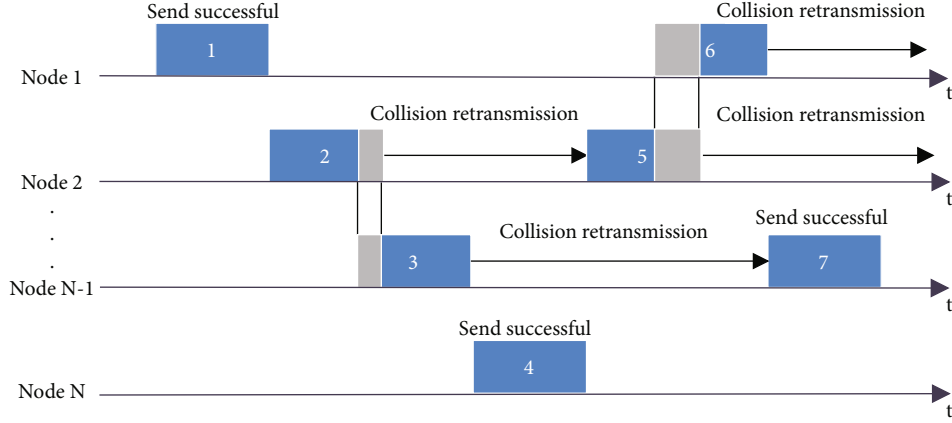 Send successful
Collision retransmission
1
6
Node 1
t
Collision retransmission
Collision retransmission
2
5
Node 2
t
.
.
.
Send successful
Collision retransmission
3
7
Node N-1
t
Send successful
4
Node N
t